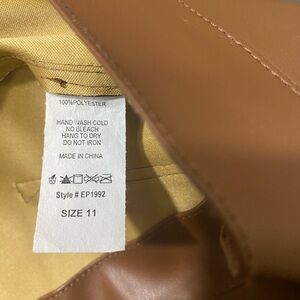 100%POLYESTER
HAND WASH COLD
NO BLEACH
HANG TO DRY
DO NOT IRON
MADE IN CHINA
Style # EP1992
SIZE 11